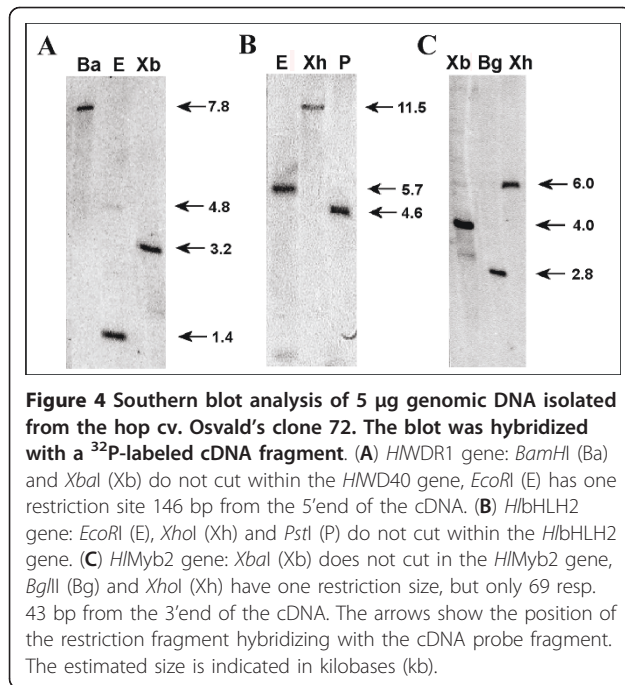 A B C
Ba E Xb E Xh P Xb Bg Xh
7.8 11.5
6.0
5.7
4.8 4.6 4.0
3.2
2.8
1.4
Figure 4 Southern blot analysis of 5 μg genomic DNA isolated
from the hop cv. Osvald's clone 72. The blot was hybridized
with a ³²P-labeled cDNA fragment. (A) HlWDR1 gene: BamHI (Ba)
and XbaI (Xb) do not cut within the HlWD40 gene, EcoRI (E) has one
restriction site 146 bp from the 5'end of the cDNA. (B) HlbHLH2
gene: EcoRI (E), XhoI (Xh) and PstI (P) do not cut within the HlbHLH2
gene. (C) HlMyb2 gene: XbaI (Xb) does not cut in the HlMyb2 gene,
BglII (Bg) and XhoI (Xh) have one restriction size, but only 69 resp.
43 bp from the 3'end of the cDNA. The arrows show the position of
the restriction fragment hybridizing with the cDNA probe fragment.
The estimated size is indicated in kilobases (kb).